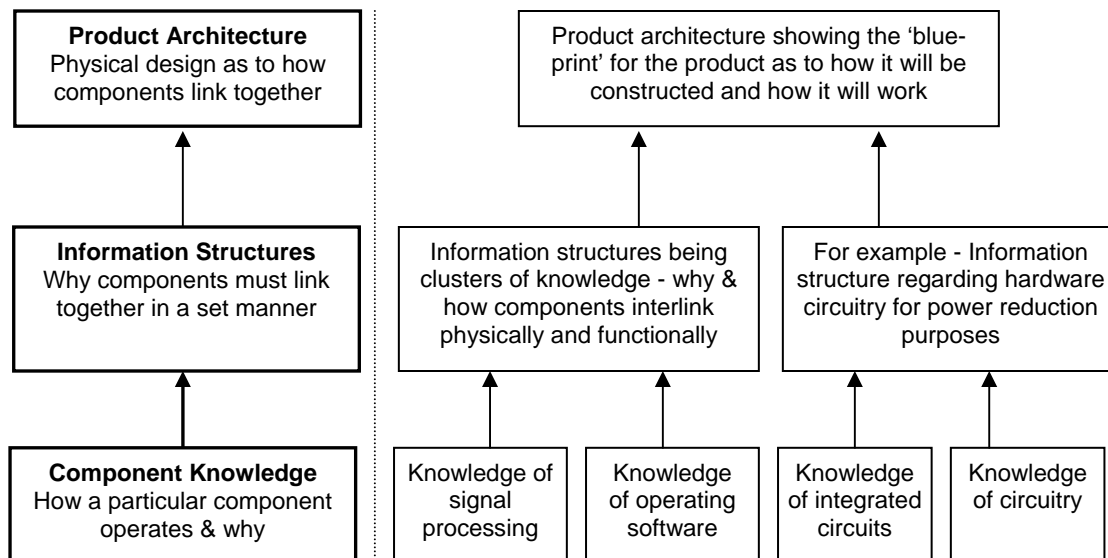 Product Architecture
Physical design as to how
components link together
Product architecture showing the ‘blue-
print’ for the product as to how it will be
constructed and how it will work
Information Structures
Why components must link
together in a set manner
Information structures being
clusters of knowledge - why &
how components interlink
physically and functionally
For example - Information
structure regarding hardware
circuitry for power reduction
purposes
Component Knowledge
How a particular component
operates & why
Knowledge of
signal
processing
Knowledge
of operating
software
Knowledge
of integrated
circuits
Knowledge
of circuitry